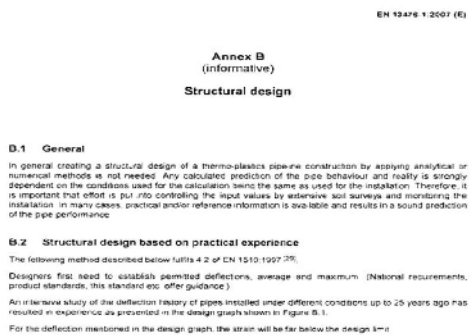 EN 13476-1:2007 (E)
Annex B
(informative)
Structural design
B.1 General
In general creating a structural design of a thermo-plastics pipe-ine construction by applying analytical or
numerical methods is not needed. Any calculated prediction of the pipe behaviour and reality is strongly
dependent on the conditions used for the calculation being the same as used for the installation. Therefore, it
is important that effort is put into controlling the input values by extensive soil surveys and monitoring the
installation. In many cases, practical and/or reference information is available and results in a sound prediction
of the pipe performance
B.2 Structural design based on practical experience
The following method described below fulfils 4.2 of EN 1519:1997
Designers first need to establish permitted deflections, average and maximum. (National requirements,
product standards, this standard etc. offer guidance.)
An intensive study of the deflection history of pipes installed under different conditions up to 25 years ago has
resulted in experience as presented in the design graph shown in Figure B.1.
For the deflection mentioned in the design graph, the strain will be far below the design